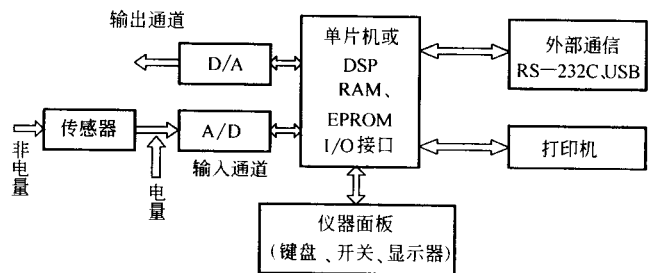 输出通道
D/A
单片机或
DSP
RAM、
EPROM
I/O 接口
外部通信
RS—232C、USB
传感器
A/D
非电量
电量
输入通道
打印机
仪器面板
(键盘、开关、显示器)